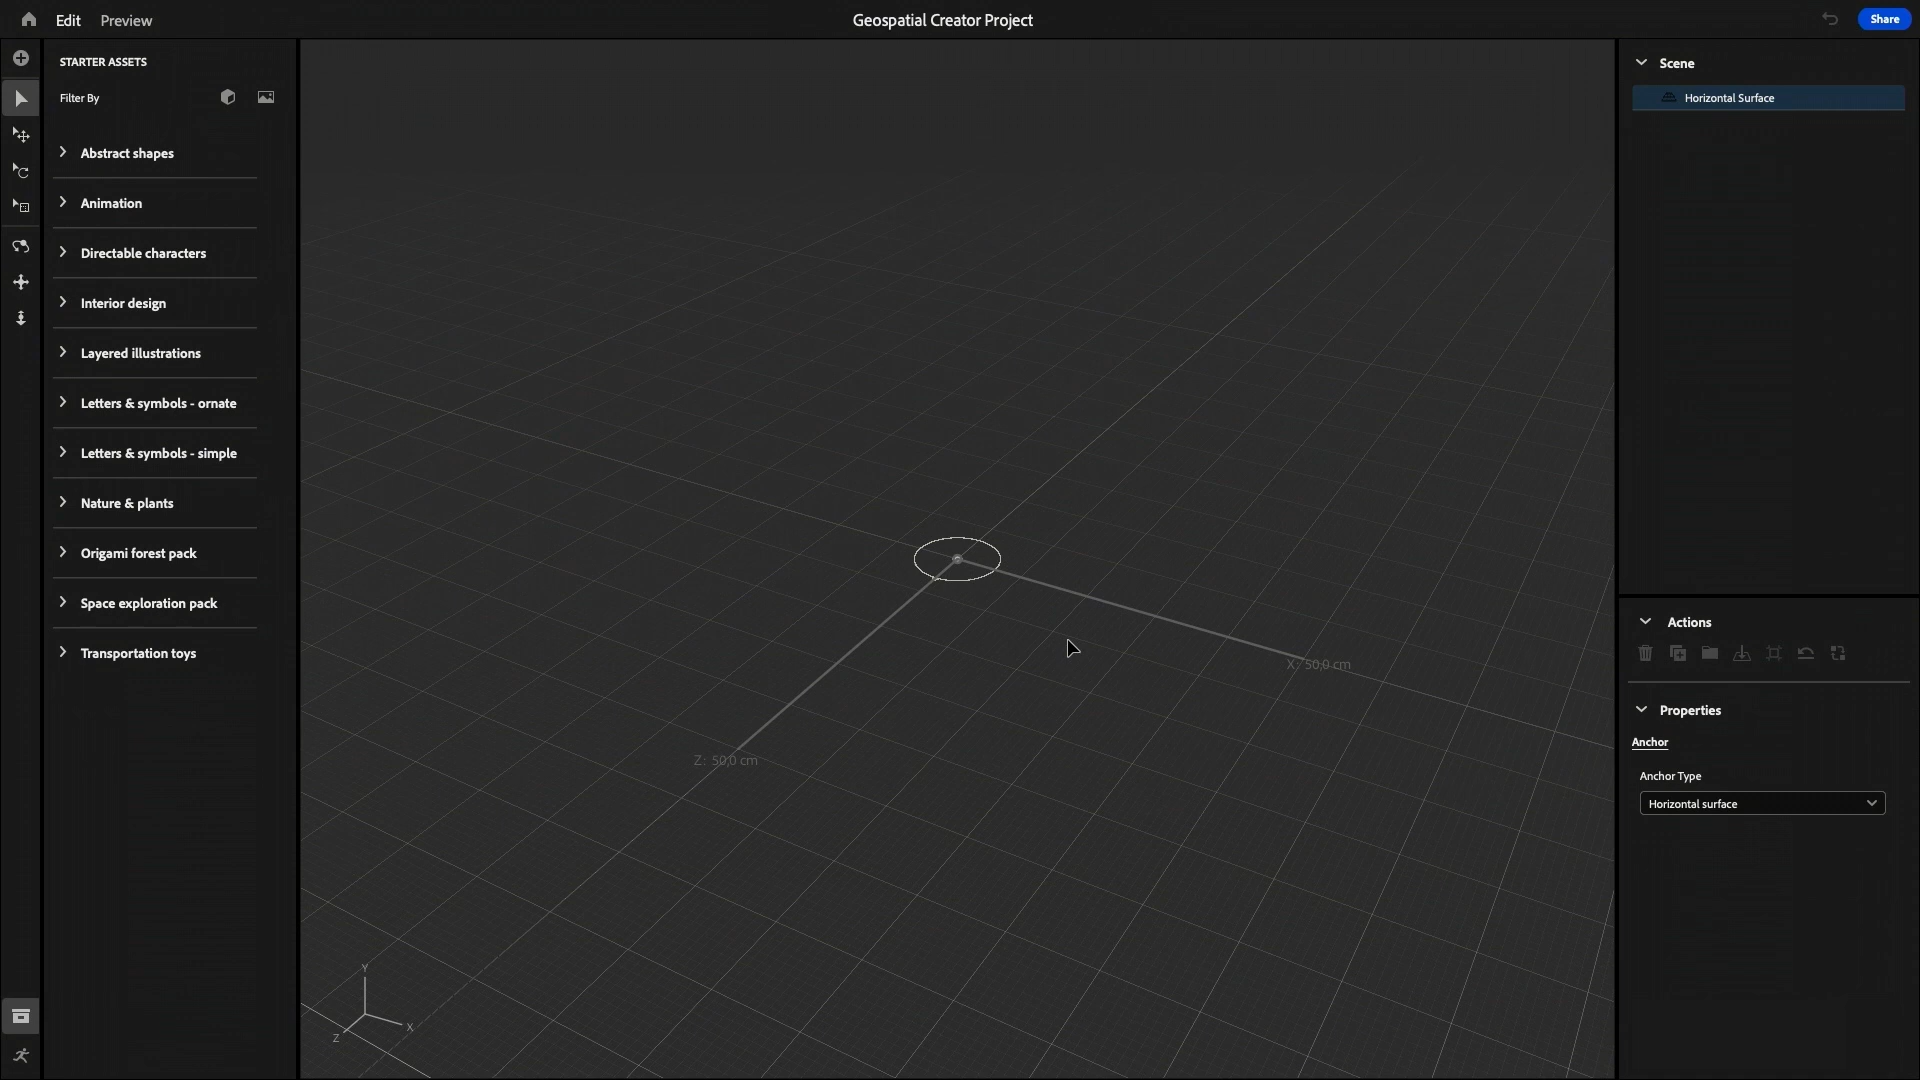 Edit Preview Geospatial Creator Project Share
STARTER ASSETS
Filter By
Abstract shapes
Animation
Directable characters
Interior design
Layered illustrations
Letters & symbols - ornate
Letters & symbols - simple
Nature & plants
Origami forest pack
Space exploration pack
Transportation toys
X: 50,0 cm
Z: 50,0 cm
Y
X
Z
Scene
Horizontal Surface
Actions
Properties
Anchor
Anchor Type
Horizontal surface